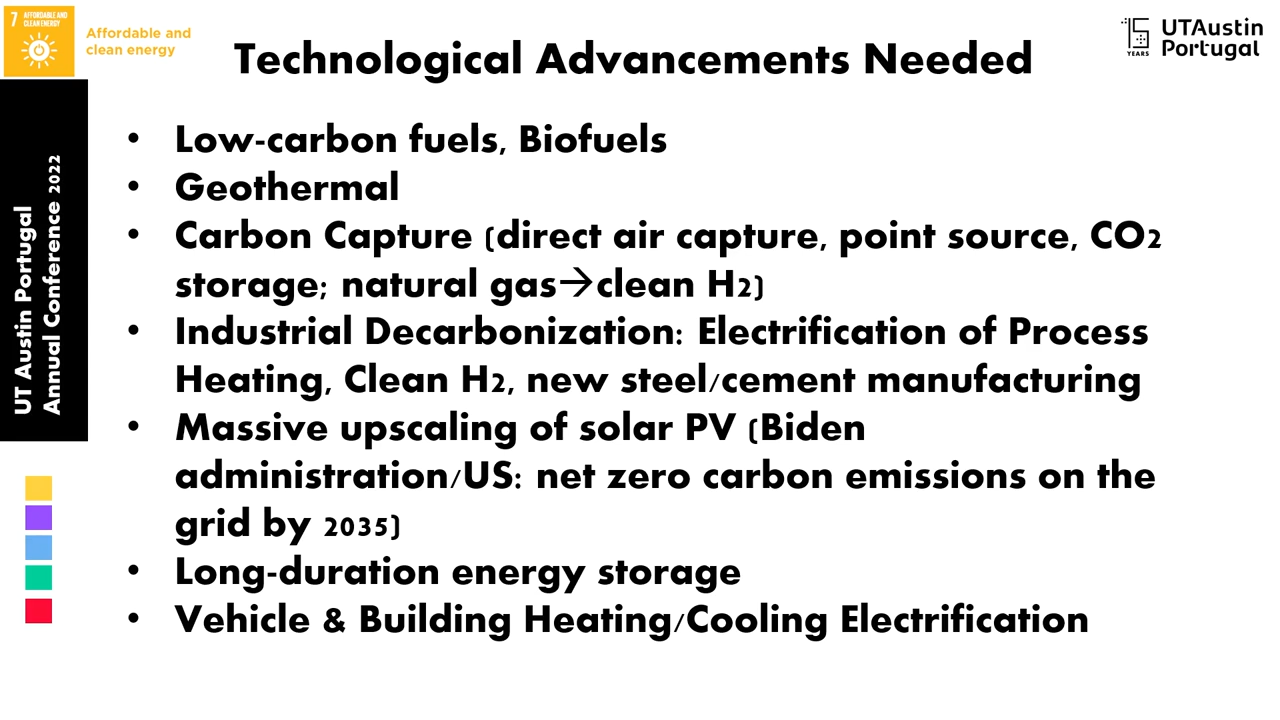 7 AFFORDABLE AND
CLEAN ENERGY
Affordable and
clean energy
Technological Advancements Needed
15
YEARS
UTAustin
Portugal
UT Austin Portugal
Annual Conference 2022
• Low-carbon fuels, Biofuels
• Geothermal
• Carbon Capture (direct air capture, point source, CO2
storage; natural gas→clean H2)
• Industrial Decarbonization: Electrification of Process
Heating, Clean H2, new steel/cement manufacturing
• Massive upscaling of solar PV (Biden
administration/US: net zero carbon emissions on the
grid by 2035)
• Long-duration energy storage
• Vehicle & Building Heating/Cooling Electrification